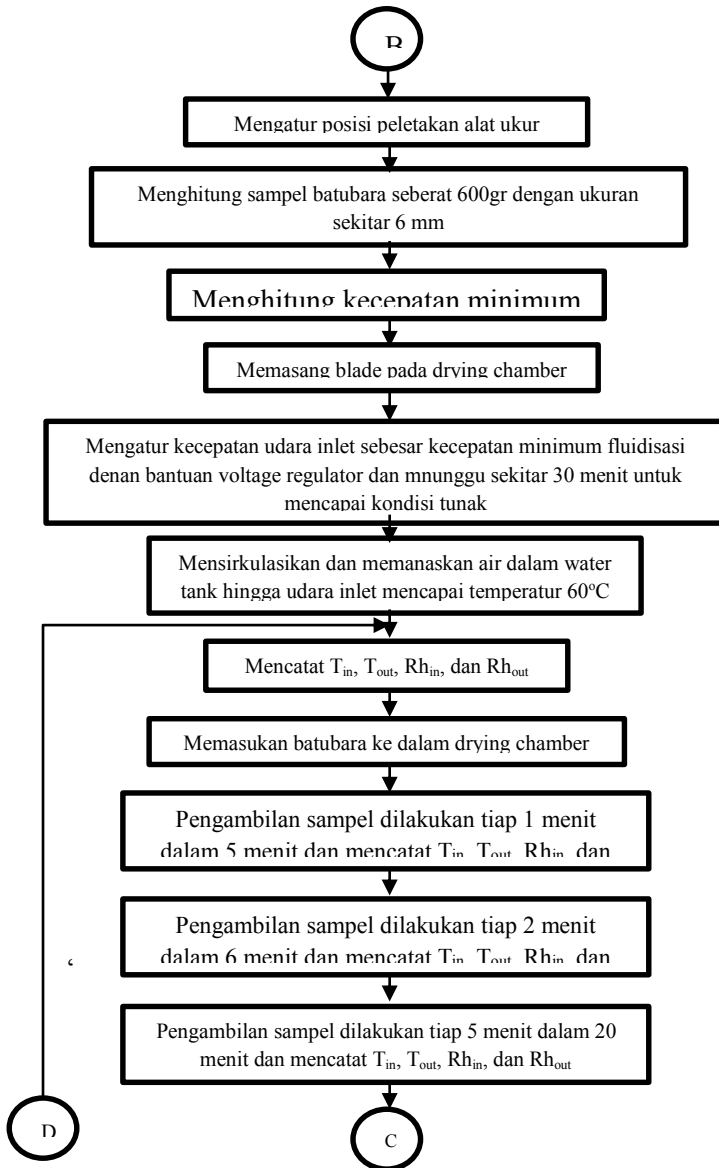 B
Mengatur posisi peletakan alat ukur
Menghitung sampel batubara seberat 600gr dengan ukuran
sekitar 6 mm
Menghitung kecepatan minimum
Memasang blade pada drying chamber
Mengatur kecepatan udara inlet sebesar kecepatan minimum fluidisasi
denan bantuan voltage regulator dan mnunggu sekitar 30 menit untuk
mencapai kondisi tunak
Mensirkulasikan dan memanaskan air dalam water
tank hingga udara inlet mencapai temperatur 60°C
Mencatat Tin, Tout, Rhin, dan Rhout
Memasukan batubara ke dalam drying chamber
Pengambilan sampel dilakukan tiap 1 menit
dalam 5 menit dan mencatat Tin, Tout, Rhin, dan
Pengambilan sampel dilakukan tiap 2 menit
dalam 6 menit dan mencatat Tin, Tout, Rhin, dan
‘
Pengambilan sampel dilakukan tiap 5 menit dalam 20
menit dan mencatat Tin, Tout, Rhin, dan Rhout
D
C